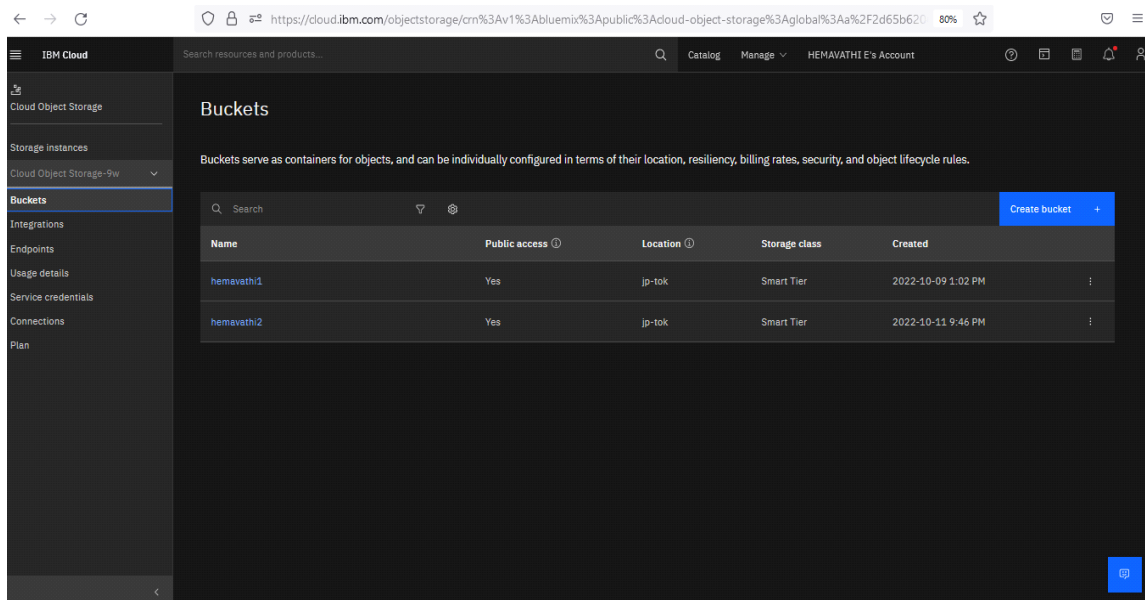 https://cloud.ibm.com/objectstorage/crn%3Av1%3Abluemix%3Apublic%3Acloud-object-storage%3Aglobal%3Aa%2F2d65b620 80%
IBM Cloud Search resources and products... Catalog Manage HEMAVATHI E's Account
Cloud Object Storage
Storage instances
Cloud Object Storage-9w
Buckets
Integrations
Endpoints
Usage details
Service credentials
Connections
Plan
Buckets
Buckets serve as containers for objects, and can be individually configured in terms of their location, resiliency, billing rates, security, and object lifecycle rules.
Search Create bucket +
Name Public access Location Storage class Created
hemavathi1 Yes jp-tok Smart Tier 2022-10-09 1:02 PM
hemavathi2 Yes jp-tok Smart Tier 2022-10-11 9:46 PM